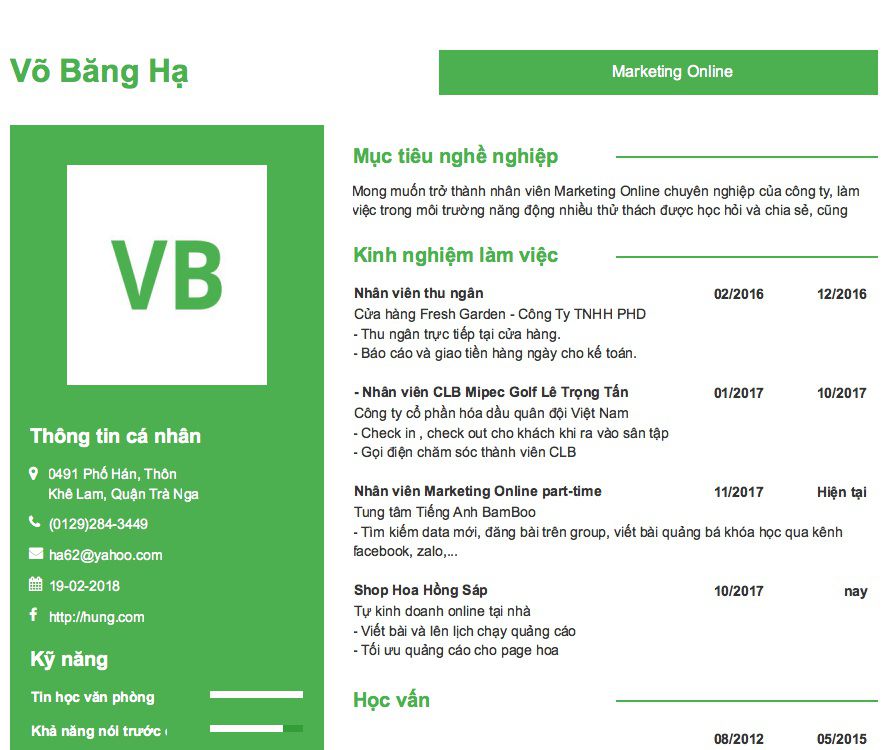 Võ Băng Hạ
Marketing Online
VB
Thông tin cá nhân
0491 Phố Hán, Thôn
Khê Lam, Quận Trà Nga
(0129)284-3449
ha62@yahoo.com
19-02-2018
http://hung.com
Kỹ năng
Tin học văn phòng
Khả năng nói trước
Mục tiêu nghề nghiệp
Mong muốn trở thành nhân viên Marketing Online chuyên nghiệp của công ty, làm
việc trong môi trường năng động nhiều thử thách được học hỏi và chia sẻ, cũng
Kinh nghiệm làm việc
Nhân viên thu ngân 02/2016 12/2016
Cửa hàng Fresh Garden - Công Ty TNHH PHD
- Thu ngân trực tiếp tại cửa hàng.
- Báo cáo và giao tiền hàng ngày cho kế toán.
- Nhân viên CLB Mipec Golf Lê Trọng Tấn 01/2017 10/2017
Công ty cổ phần hóa dầu quân đội Việt Nam
- Check in , check out cho khách khi ra vào sân tập
- Gọi điện chăm sóc thành viên CLB
Nhân viên Marketing Online part-time 11/2017 Hiện tại
Tung tâm Tiếng Anh BamBoo
- Tìm kiếm data mới, đăng bài trên group, viết bài quảng bá khóa học qua kênh
facebook, zalo,...
Shop Hoa Hồng Sáp 10/2017 nay
Tự kinh doanh online tại nhà
- Viết bài và lên lịch chạy quảng cáo
- Tối ưu quảng cáo cho page hoa
Học vấn
08/2012 05/2015